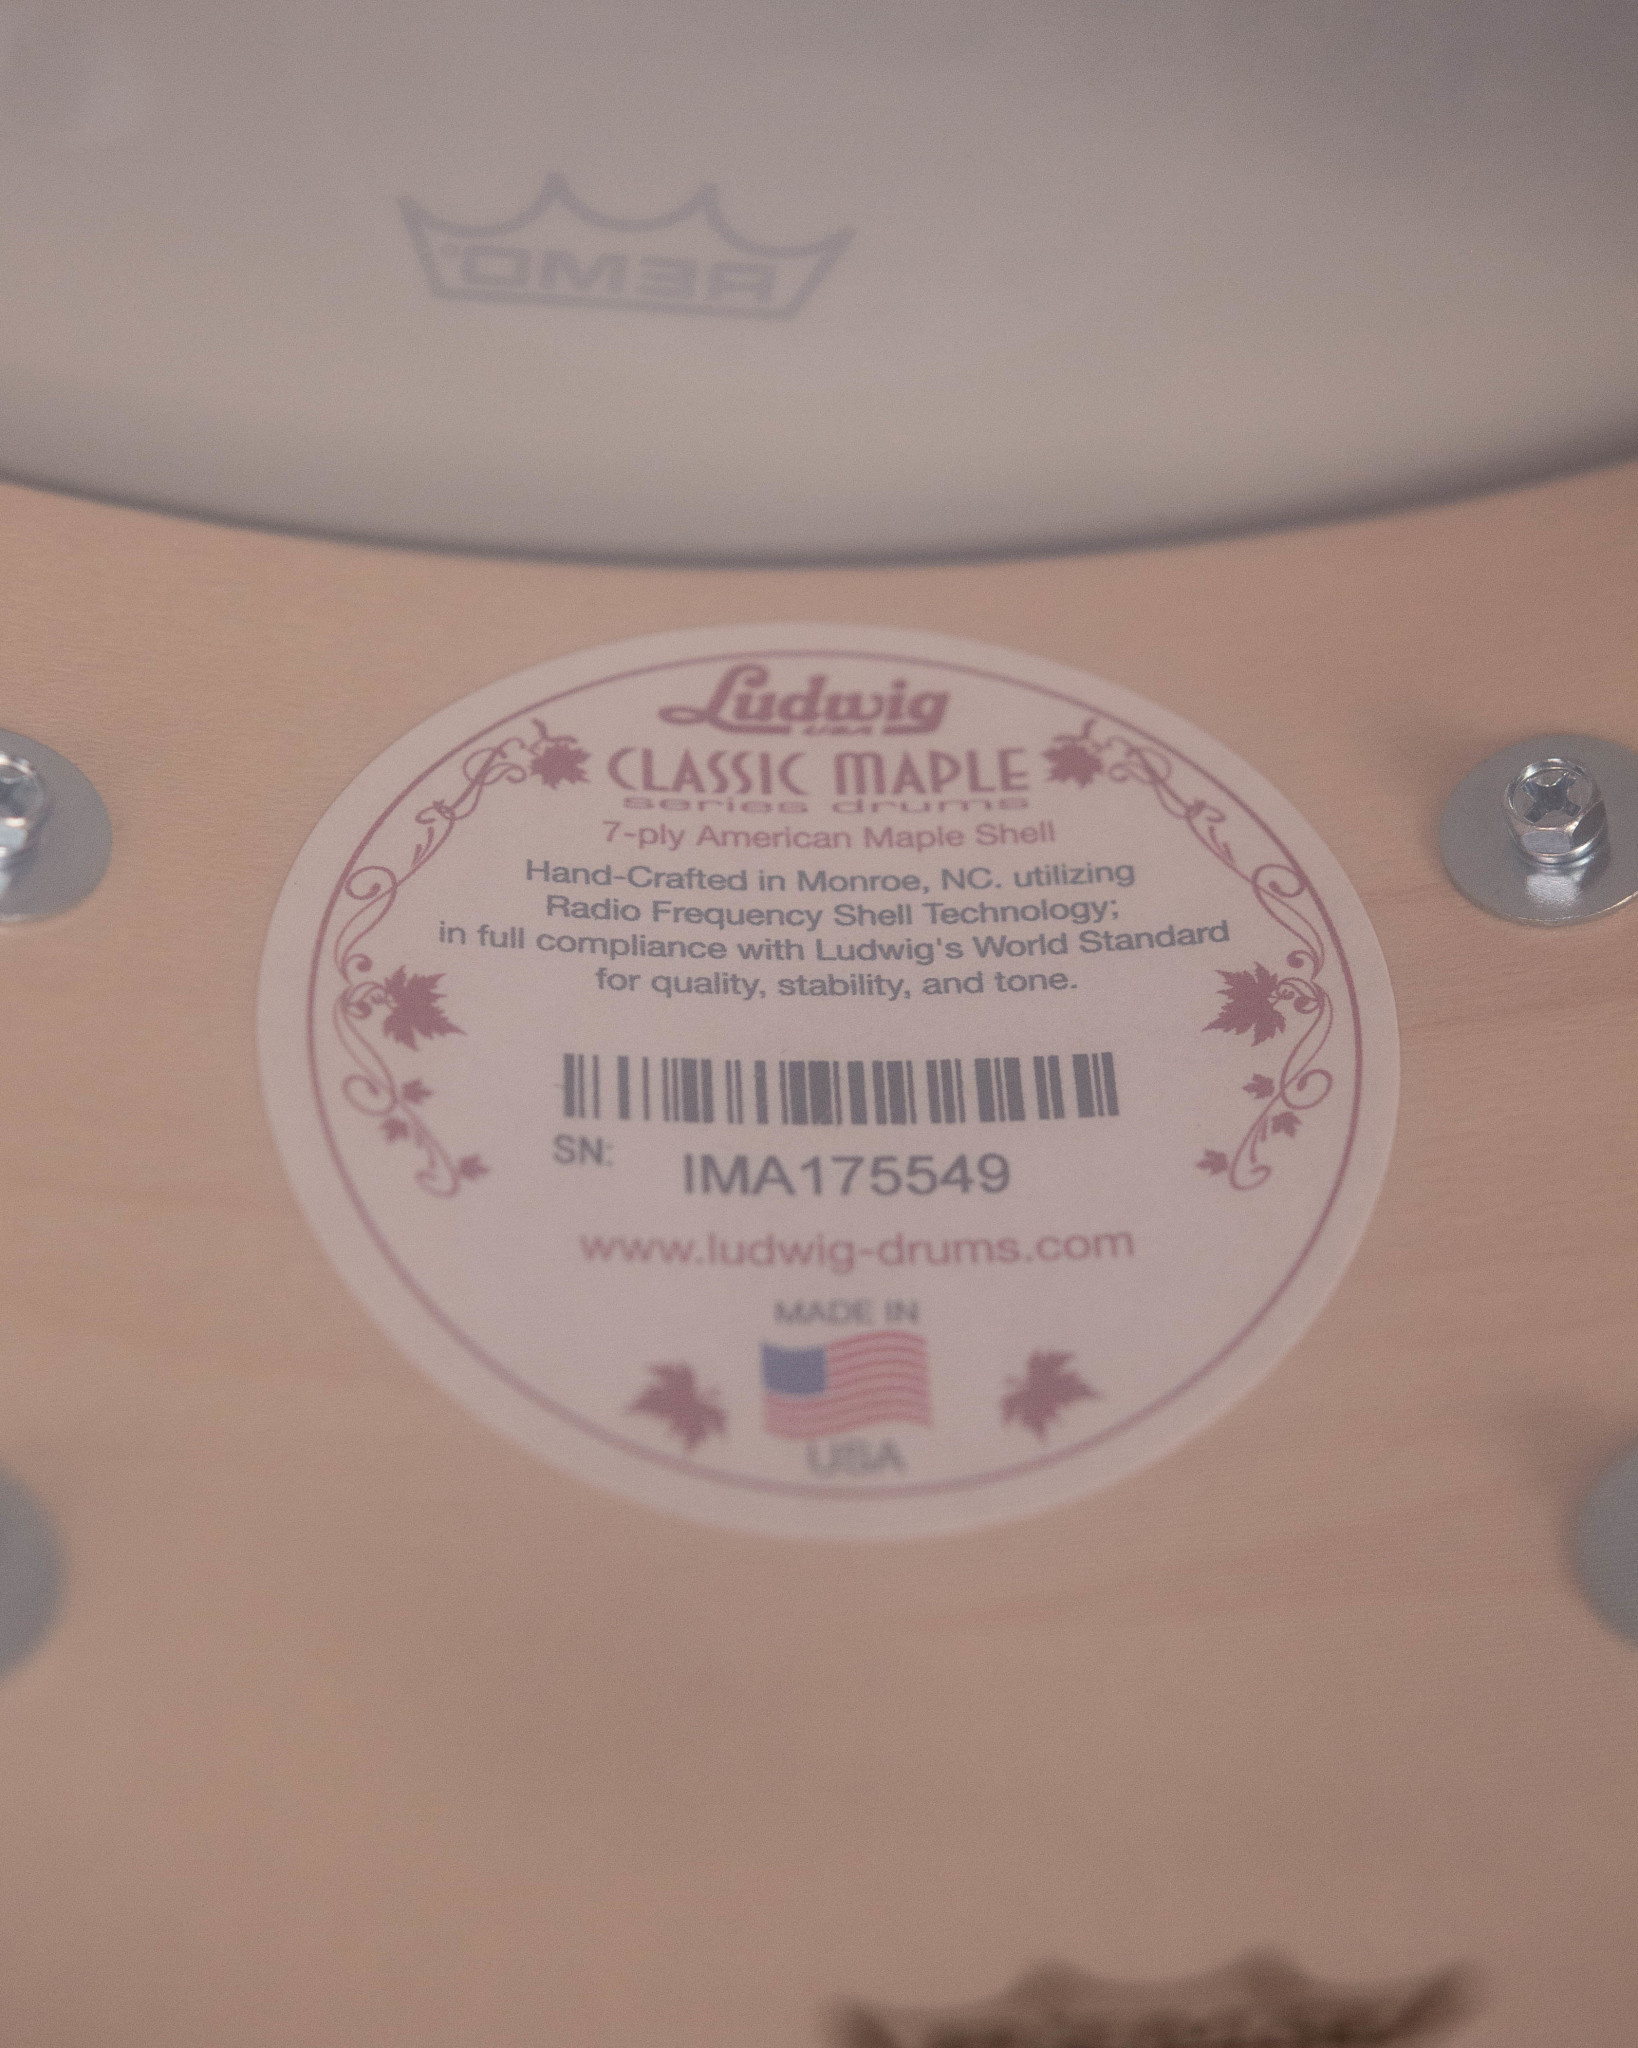 REMO
Ludwig
USA
CLASSIC MAPLE
series drums
7-ply American Maple Shell
Hand-Crafted in Monroe, NC. utilizing
Radio Frequency Shell Technology;
in full compliance with Ludwig's World Standard
for quality, stability, and tone.
SN: IMA175549
www.ludwig-drums.com
MADE IN
USA